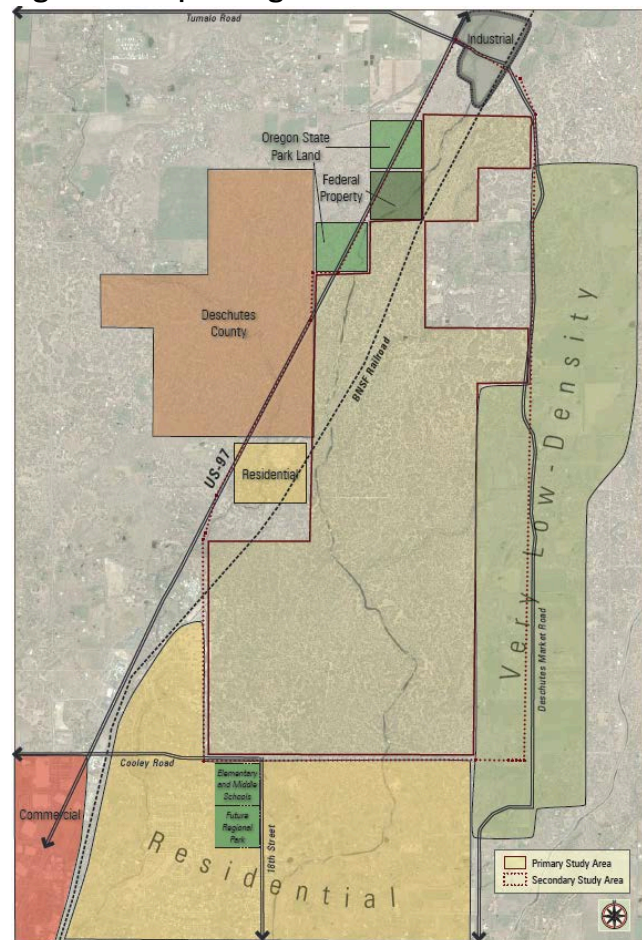 Tumalo Road
Industrial
Oregon State
Park Land
Federal
Property
Deschutes
County
BNSF Railroad
US-97
Residential
Very Low-Density
Deschutes Market Road
Cooley Road
Elementary
and Middle
Schools
Commercial
Future
Regional
Park
18th Street
Residential
Primary Study Area
Secondary Study Area